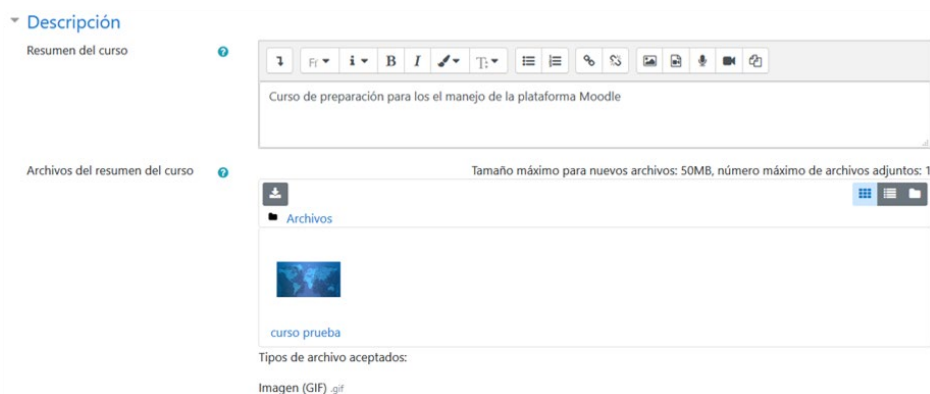 Descripción
Resumen del curso
Fr i B I T:
Curso de preparación para los el manejo de la plataforma Moodle
Archivos del resumen del curso
Tamaño máximo para nuevos archivos: 50MB, número máximo de archivos adjuntos: 1
Archivos
curso prueba
Tipos de archivo aceptados:
Imagen (GIF) .gif